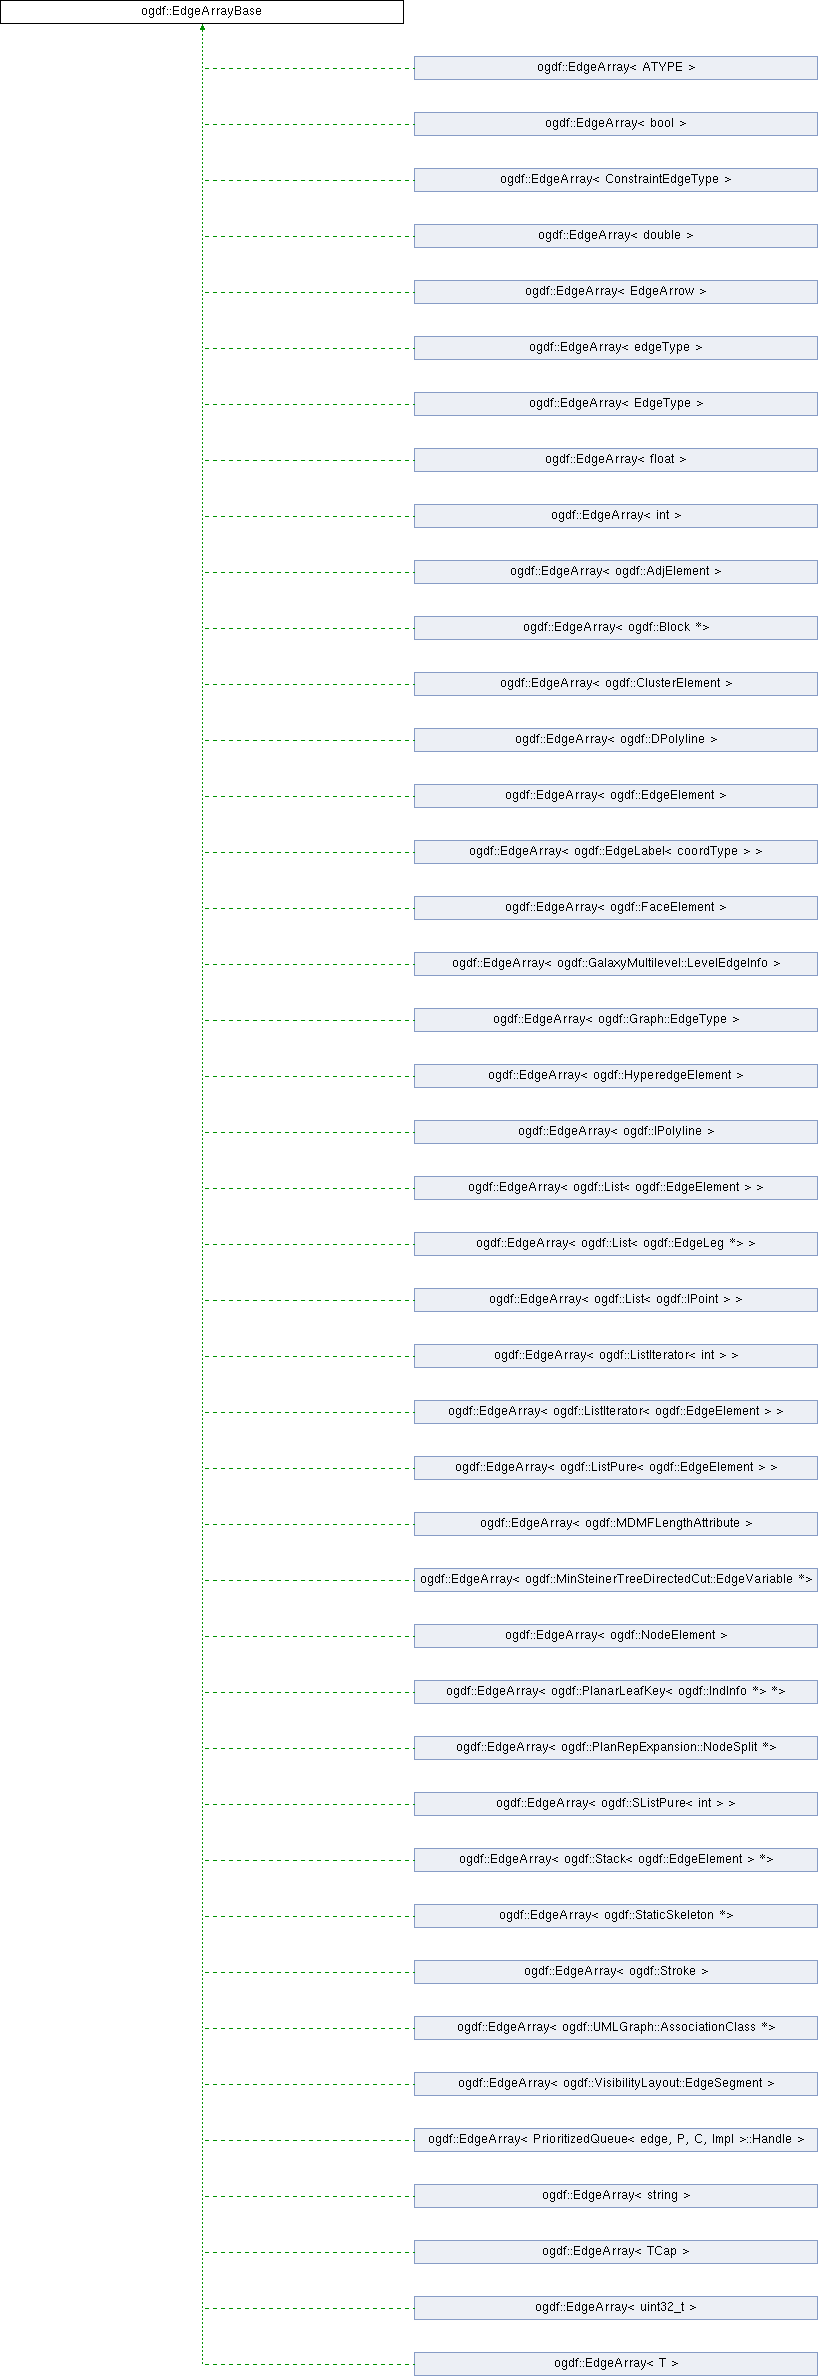 ogdf::EdgeArrayBase
ogdf::EdgeArray< ATYPE >
ogdf::EdgeArray< bool >
ogdf::EdgeArray< ConstraintEdgeType >
ogdf::EdgeArray< double >
ogdf::EdgeArray< EdgeArrow >
ogdf::EdgeArray< edgeType >
ogdf::EdgeArray< EdgeType >
ogdf::EdgeArray< float >
ogdf::EdgeArray< int >
ogdf::EdgeArray< ogdf::AdjElement >
ogdf::EdgeArray< ogdf::Block *>
ogdf::EdgeArray< ogdf::ClusterElement >
ogdf::EdgeArray< ogdf::DPolyline >
ogdf::EdgeArray< ogdf::EdgeElement >
ogdf::EdgeArray< ogdf::EdgeLabel< coordType > >
ogdf::EdgeArray< ogdf::FaceElement >
ogdf::EdgeArray< ogdf::GalaxyMultilevel::LevelEdgeInfo >
ogdf::EdgeArray< ogdf::Graph::EdgeType >
ogdf::EdgeArray< ogdf::HyperedgeElement >
ogdf::EdgeArray< ogdf::IPolyline >
ogdf::EdgeArray< ogdf::List< ogdf::EdgeElement > >
ogdf::EdgeArray< ogdf::List< ogdf::EdgeLeg *> >
ogdf::EdgeArray< ogdf::List< ogdf::IPoint > >
ogdf::EdgeArray< ogdf::ListIterator< int > >
ogdf::EdgeArray< ogdf::ListIterator< ogdf::EdgeElement > >
ogdf::EdgeArray< ogdf::ListPure< ogdf::EdgeElement > >
ogdf::EdgeArray< ogdf::MDMFLengthAttribute >
ogdf::EdgeArray< ogdf::MinSteinerTreeDirectedCut::EdgeVariable *>
ogdf::EdgeArray< ogdf::NodeElement >
ogdf::EdgeArray< ogdf::PlanarLeafKey< ogdf::IndInfo *> *>
ogdf::EdgeArray< ogdf::PlanRepExpansion::NodeSplit *>
ogdf::EdgeArray< ogdf::SListPure< int > >
ogdf::EdgeArray< ogdf::Stack< ogdf::EdgeElement > *>
ogdf::EdgeArray< ogdf::StaticSkeleton *>
ogdf::EdgeArray< ogdf::Stroke >
ogdf::EdgeArray< ogdf::UMLGraph::AssociationClass *>
ogdf::EdgeArray< ogdf::VisibilityLayout::EdgeSegment >
ogdf::EdgeArray< PrioritizedQueue< edge, P, C, Impl >::Handle >
ogdf::EdgeArray< string >
ogdf::EdgeArray< TCap >
ogdf::EdgeArray< uint32_t >
ogdf::EdgeArray< T >